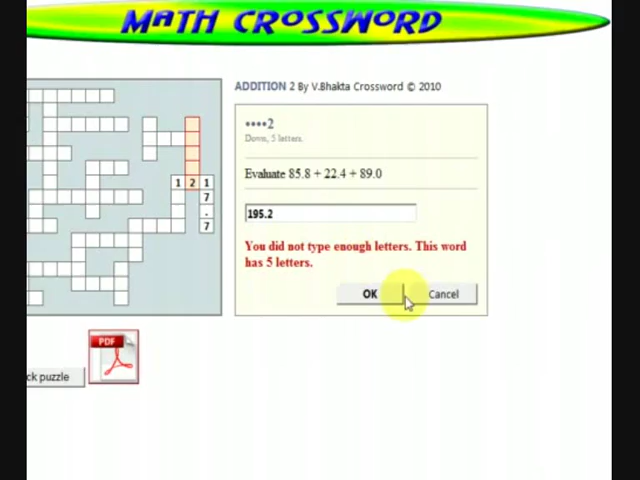 MATH CROSSWORD
ADDITION 2 By V.Bhakta Crossword © 2010
••••2
Down, 5 letters.
Evaluate 85.8 + 22.4 + 89.0
1 2 1
7
.
7
195.2
You did not type enough letters. This word
has 5 letters.
OK
Cancel
PDF
ck puzzle